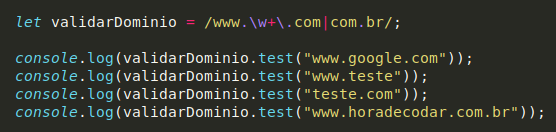 let validarDominio = /www.\w+\.com|com.br/;
console.log(validarDominio.test("www.google.com"));
console.log(validarDominio.test("www.teste"));
console.log(validarDominio.test("teste.com"));
console.log(validarDominio.test("www.horadecodar.com.br"));